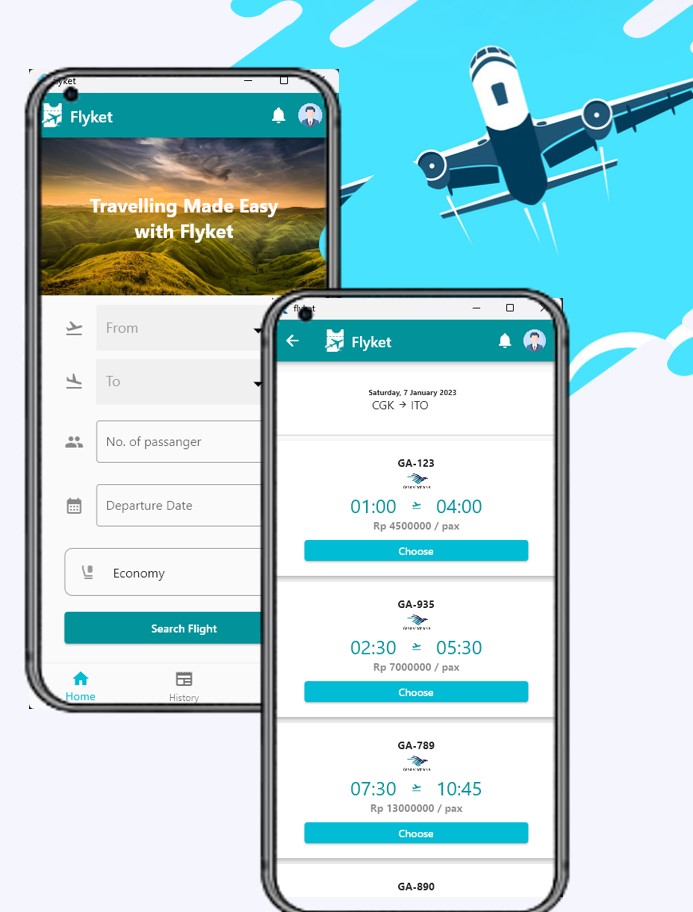 Flyket
Travelling Made Easy
with Flyket
From
To
No. of passanger
Departure Date
Economy
Search Flight
Home
History
flyket
Flyket
Saturday, 7 January 2023
CGK → ITO
GA-123
01:00 04:00
Rp 4500000 / pax
Choose
GA-935
02:30 05:30
Rp 7000000 / pax
Choose
GA-789
07:30 10:45
Rp 13000000 / pax
Choose
GA-890